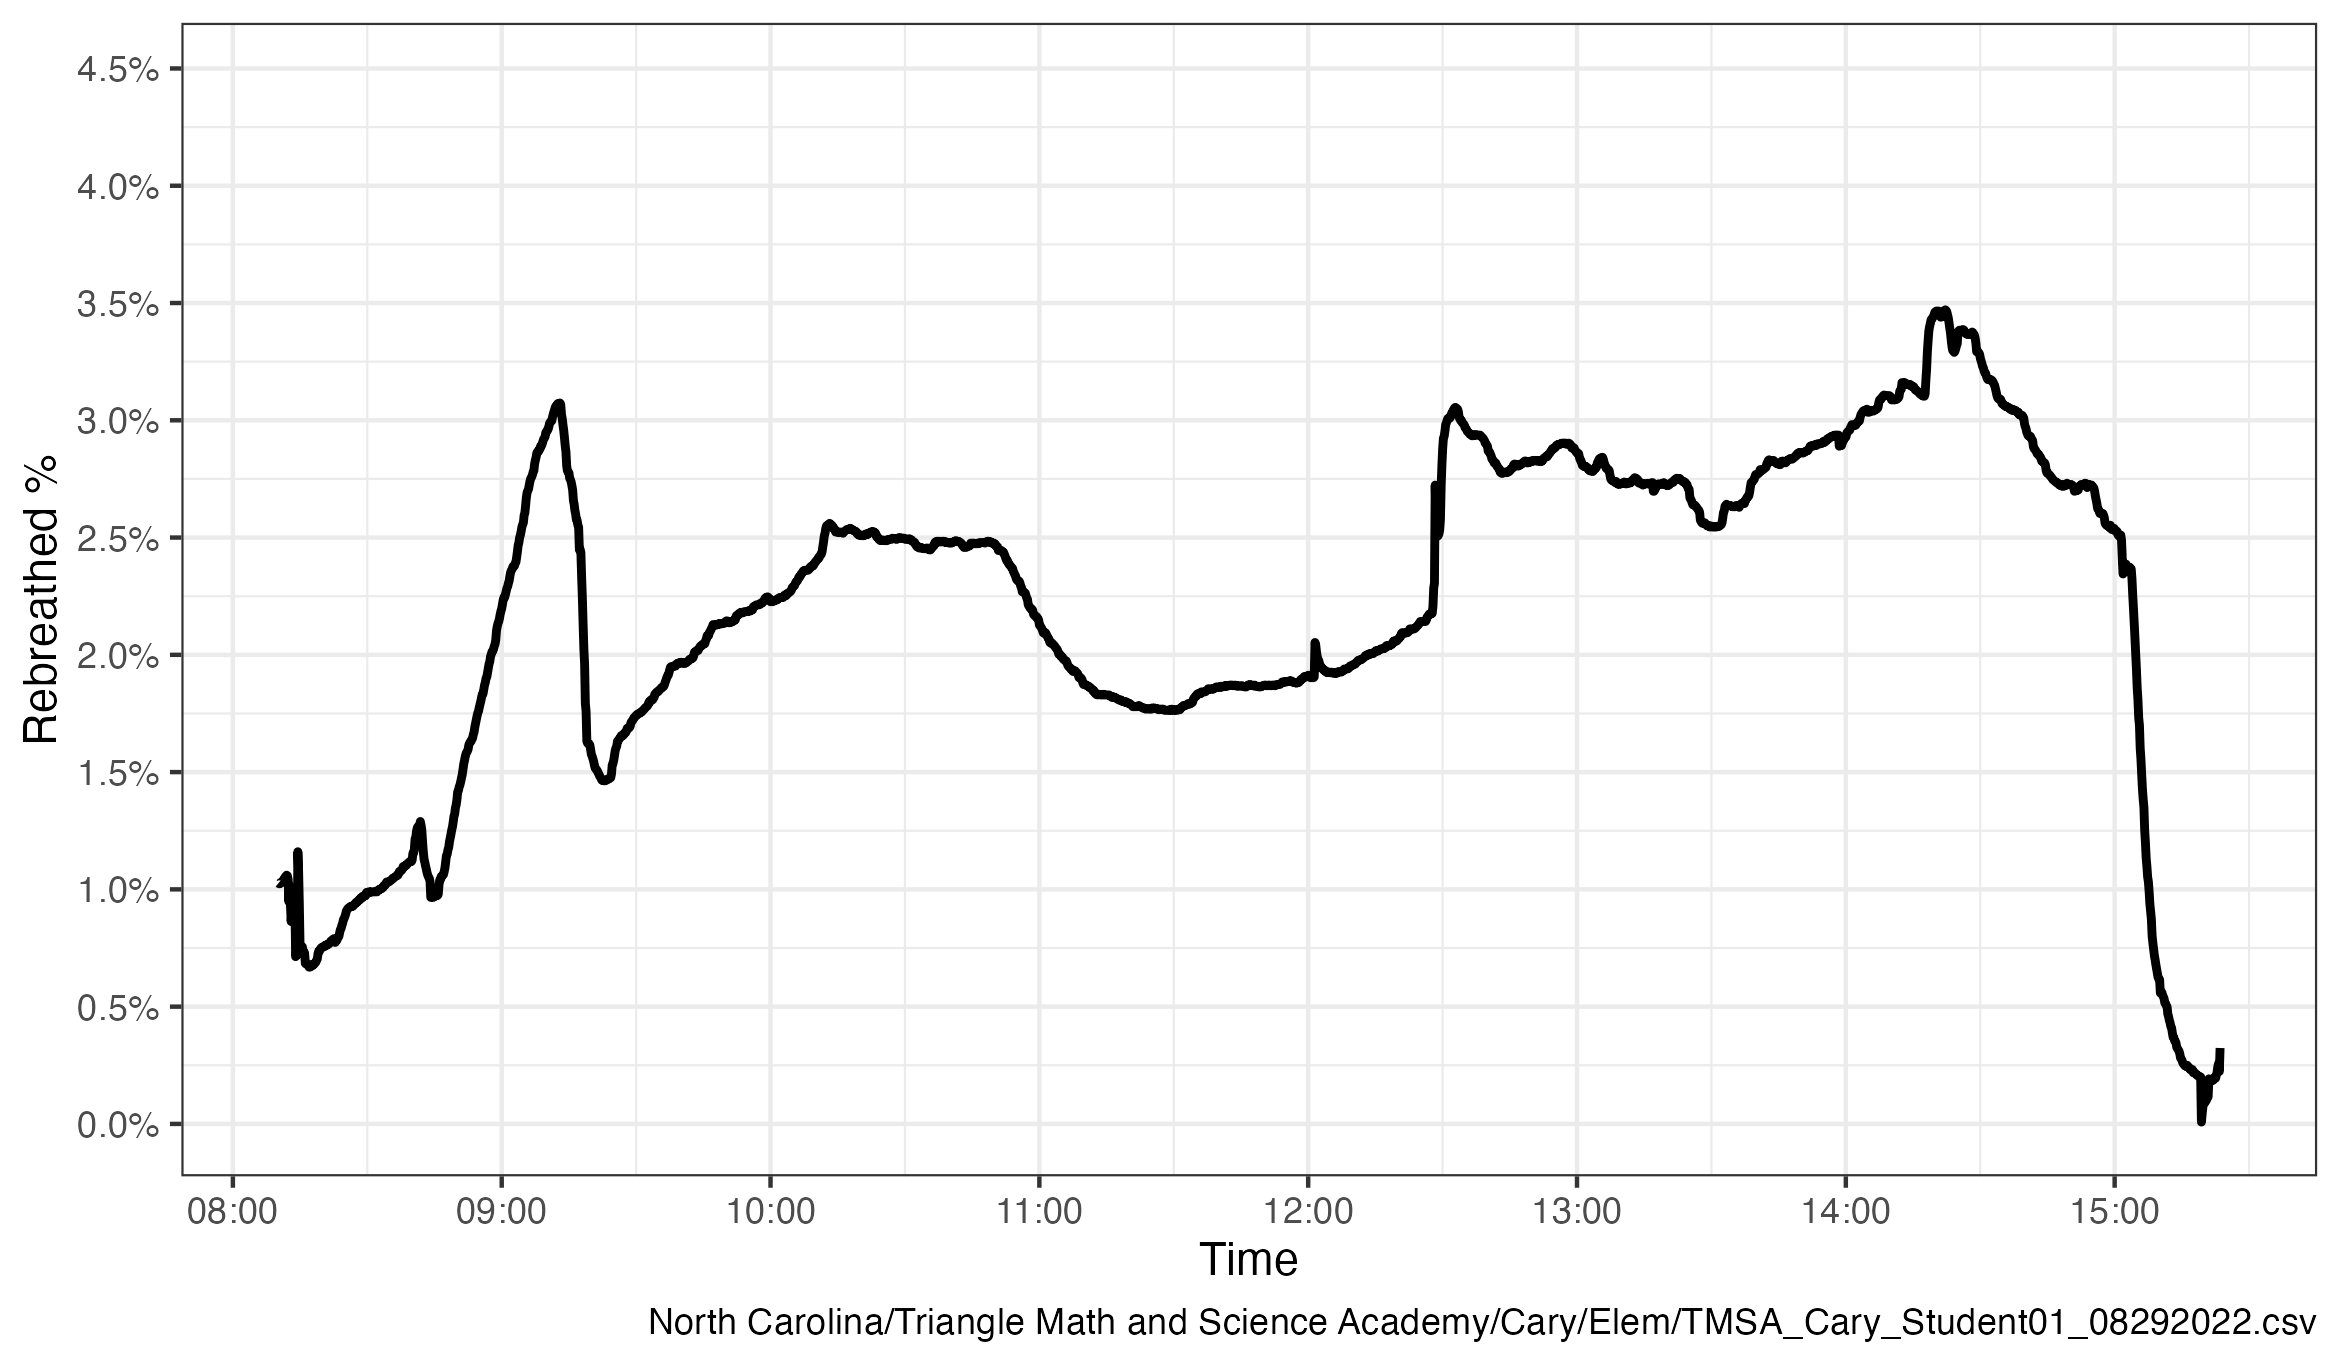 4.5%
4.0%
3.5%
3.0%
2.5%
2.0%
1.5%
1.0%
0.5%
0.0%
Rebreathed %
08:00 09:00 10:00 11:00 12:00 13:00 14:00 15:00
Time
North Carolina/Triangle Math and Science Academy/Cary/Elem/TMSA_Cary_Student01_08292022.csv